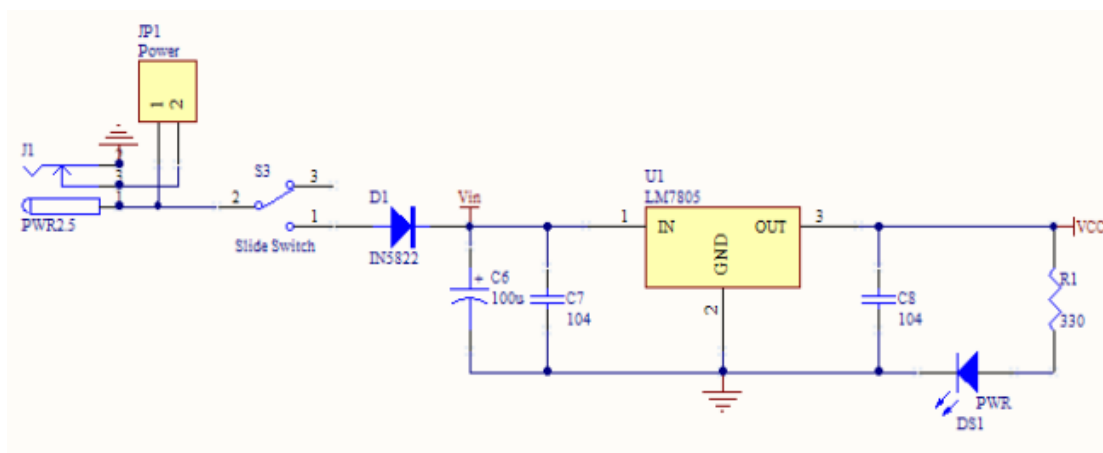 JP1
Power
1
2
J1
PWR2.5
S3
2
3
1
Slide Switch
D1
IN5822
Vin
+
C6
100u
C7
104
U1
LM7805
1
IN
OUT
3
GND
2
C8
104
VCC
R1
330
PWR
DS1